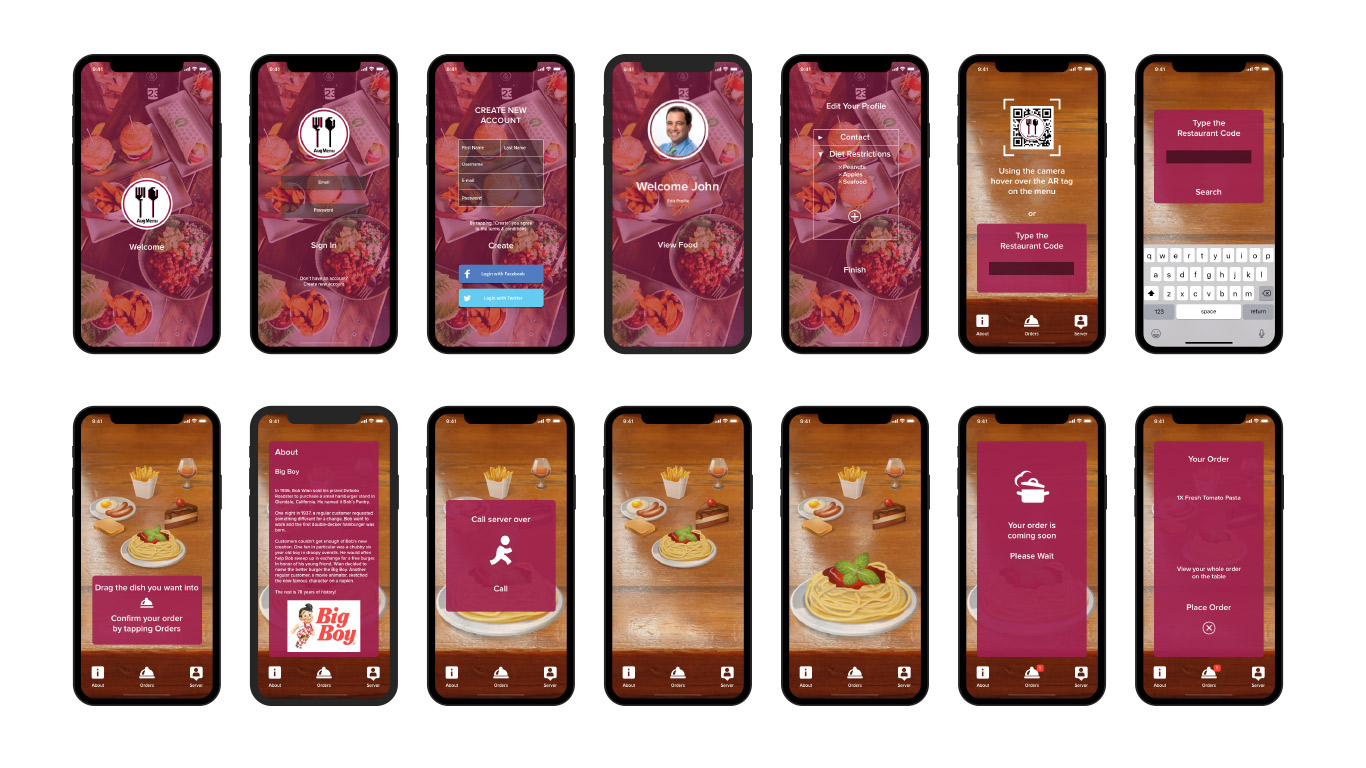 9:41
AugMenu
Welcome
9:41
AugMenu
Email
Password
Sign In
Don't have an account?
Create new account
9:41
CREATE NEW
ACCOUNT
First Name
Last Name
Username
E-mail
Password
By tapping "Create" you agree
to the terms & conditions
Create
Login with Facebook
Login with Twitter
9:41
Welcome John
Edit Profile
View Food
9:41
Edit Your Profile
Contact
Diet Restrictions
×Peanuts
×Apples
×Seafood
Finish
9:41
Using the camera
hover over the AR tag
on the menu
or
Type the
Restaurant Code
About
Orders
Server
9:41
Type the
Restaurant Code
Search
q w e r t y u i o p
a s d f g h j k l
z x c v b n m
123
space
return
9:41
Drag the dish you want into
Confirm your order
by tapping Orders
About
Orders
Server
9:41
About
Big Boy
In 1936, Bob Wian sold his prized DeSoto
Roadster to purchase a small hamburger stand in
Glendale, California. He named it Bob's Pantry.
One night in 1937, a regular customer requested
something different for a change. Bob went to
work and the first double-decker hamburger was
born.
Customers couldn't get enough of Bob's new
creation. One fan in particular was a chubby six
year old boy in droopy overalls. He would often
help Bob sweep up in exchange for a free burger.
In honor of his young friend, Wian decided to
name the better burger the Big Boy. Another
regular customer, a movie animator, sketched
the now famous character on a napkin.
The rest is 78 years of history!
Big
Boy
About
Orders
Server
9:41
Call server over
Call
About
Orders
Server
9:41
About
Orders
Server
9:41
About
Orders
Server
9:41
Your order is
coming soon
Please Wait
About
Orders
Server
9:41
Your Order
1X Fresh Tomato Pasta
View your whole order
on the table
Place Order
About
Orders
Server